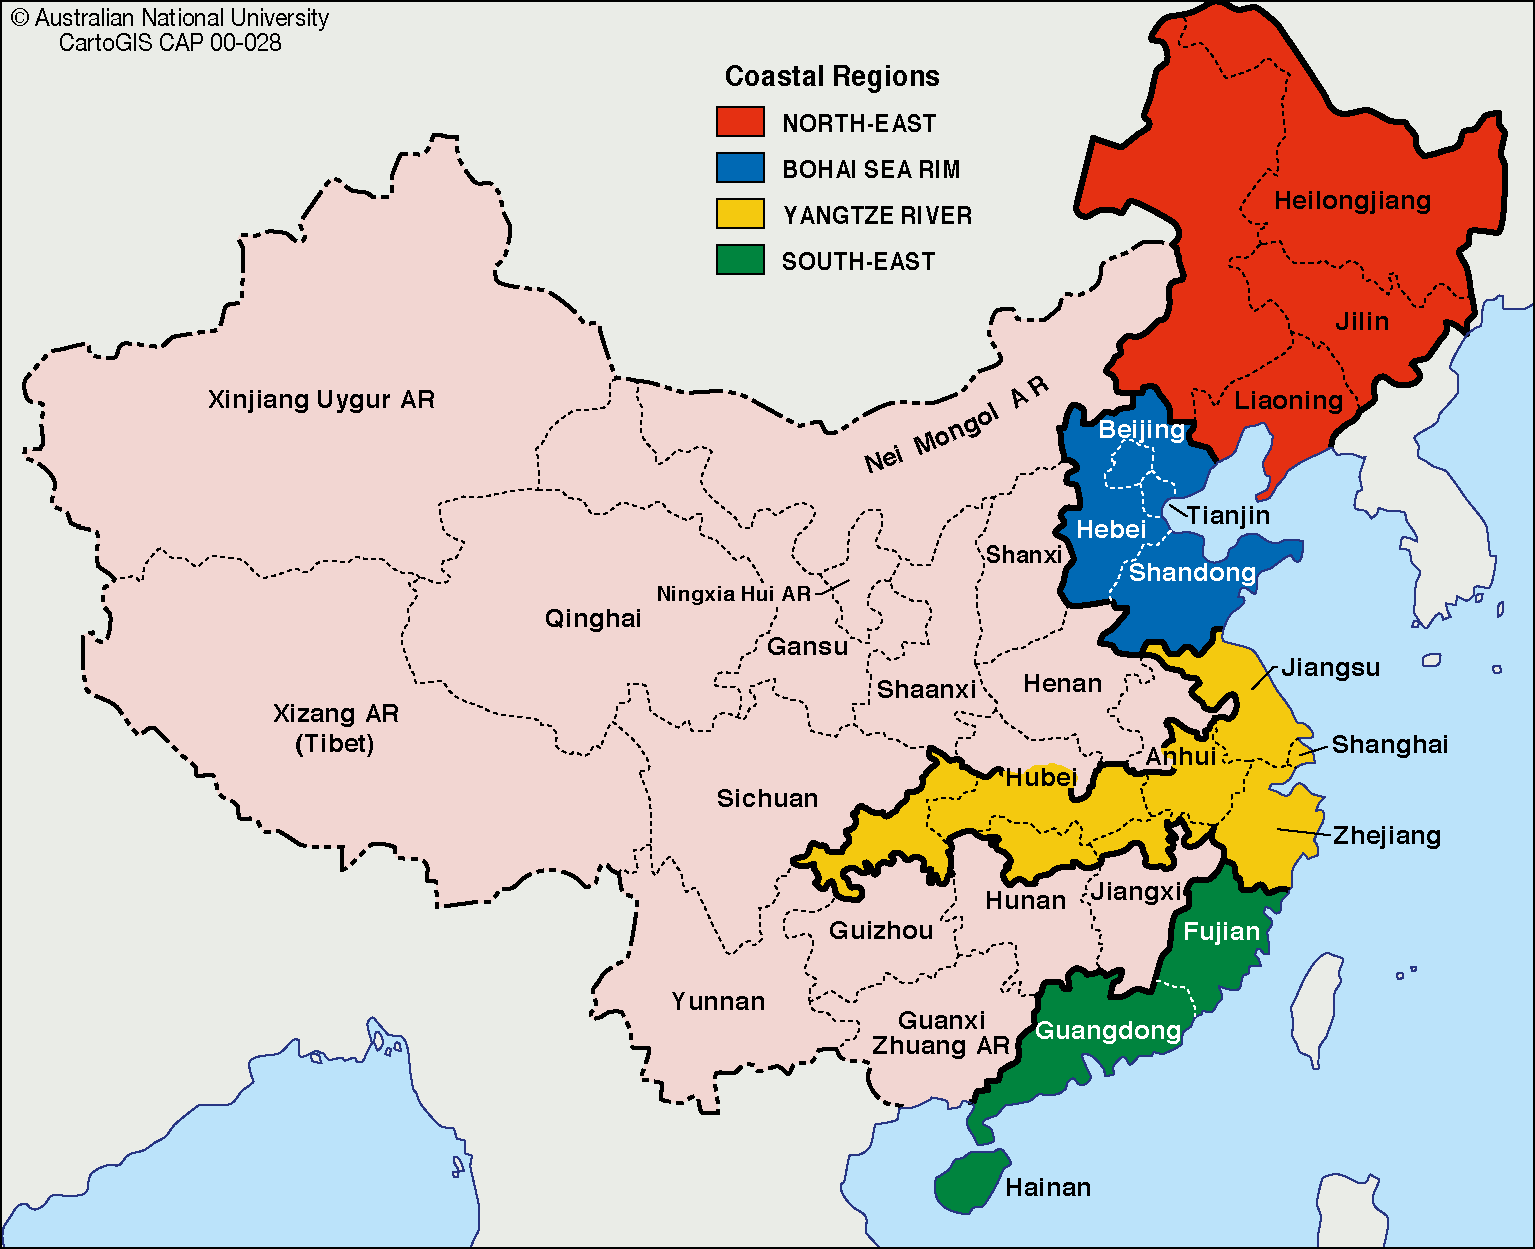 © Australian National University
CartoGIS CAP 00-028
Coastal Regions
NORTH-EAST
BOHAI SEA RIM
YANGTZE RIVER
SOUTH-EAST
Heilongjiang
Jilin
Liaoning
Xinjiang Uygur AR
Nei Mongol AR
Beijing
Tianjin
Hebei
Shanxi
Shandong
Ningxia Hui AR
Qinghai
Gansu
Jiangsu
Shaanxi
Henan
Xizang AR
(Tibet)
Shanghai
Anhui
Hubei
Sichuan
Zhejiang
Jiangxi
Hunan
Guizhou
Fujian
Yunnan
Guanxi
Zhuang AR
Guangdong
Hainan